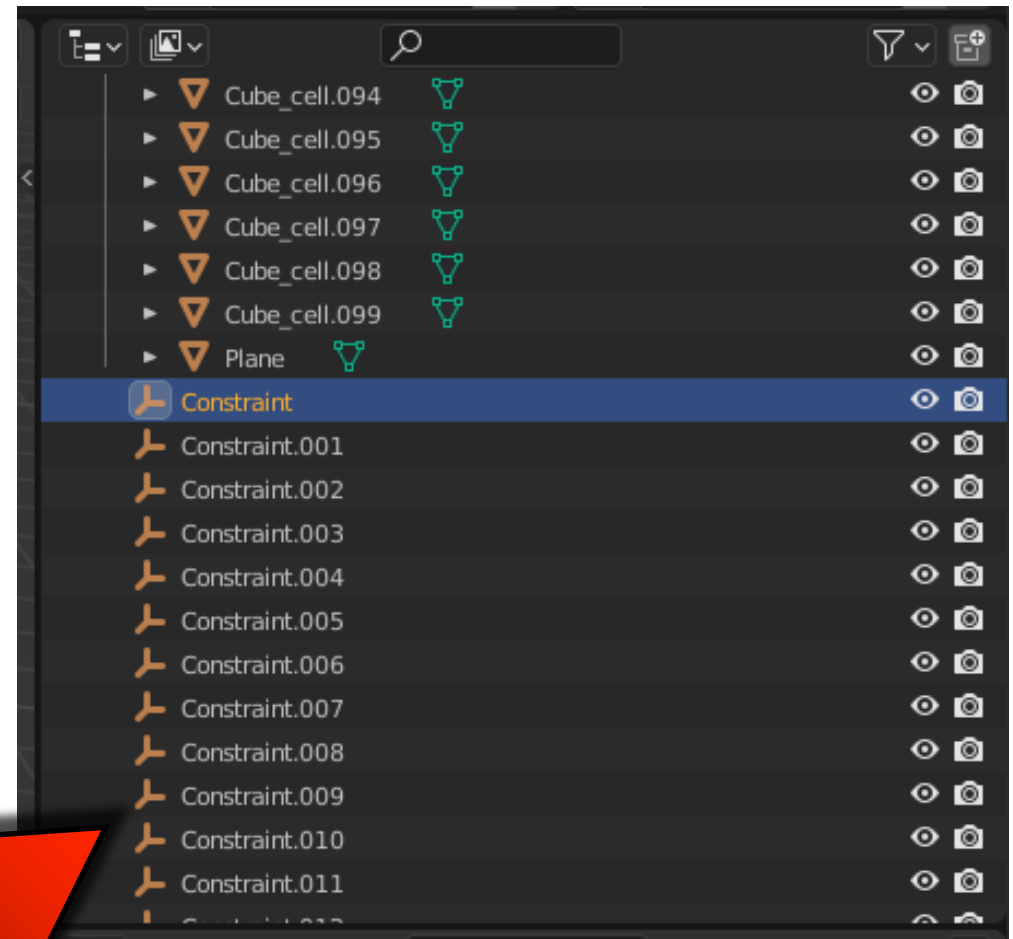 Cube_cell.094
Cube_cell.095
Cube_cell.096
Cube_cell.097
Cube_cell.098
Cube_cell.099
Plane
Constraint
Constraint.001
Constraint.002
Constraint.003
Constraint.004
Constraint.005
Constraint.006
Constraint.007
Constraint.008
Constraint.009
Constraint.010
Constraint.011